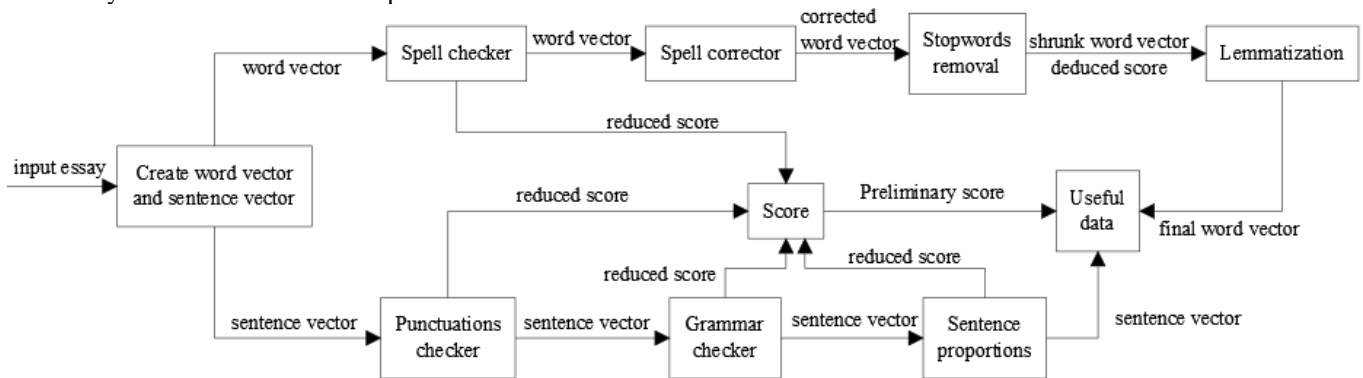 word vector
Spell checker
word vector
Spell corrector
corrected
word vector
Stopwords
removal
shrunk word vector
deduced score
Lemmatization
reduced score
input essay
Create word vector
and sentence vector
reduced score
Score
Preliminary score
Useful
data
final word vector
reduced score
reduced score
sentence vector
Punctuations
checker
sentence vector
Grammar
checker
sentence vector
Sentence
proportions
sentence vector